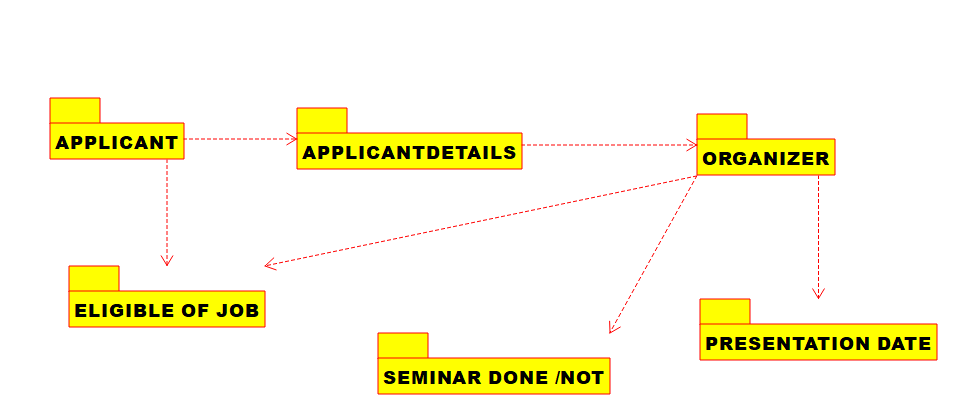 APPLICANT
APPLICANTDETAILS
ORGANIZER
ELIGIBLE OF JOB
SEMINAR DONE /NOT
PRESENTATION DATE